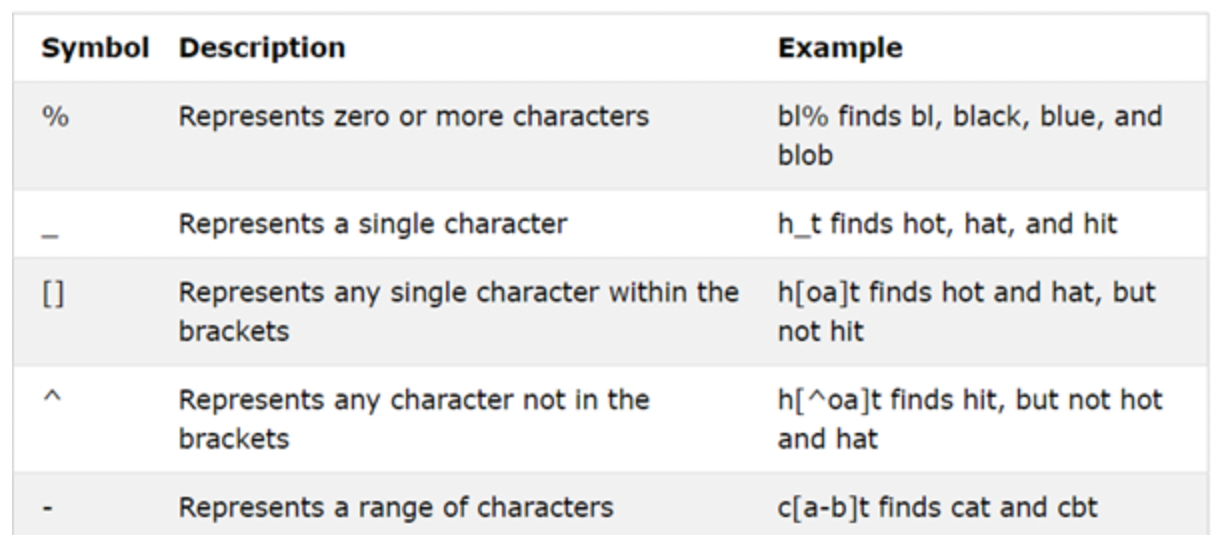 Symbol Description Example
% Represents zero or more characters bl% finds bl, black, blue, and
blob
_ Represents a single character h_t finds hot, hat, and hit
[] Represents any single character within the h[oa]t finds hot and hat, but
brackets not hit
^ Represents any character not in the h[^oa]t finds hit, but not hot
brackets and hat
- Represents a range of characters c[a-b]t finds cat and cbt